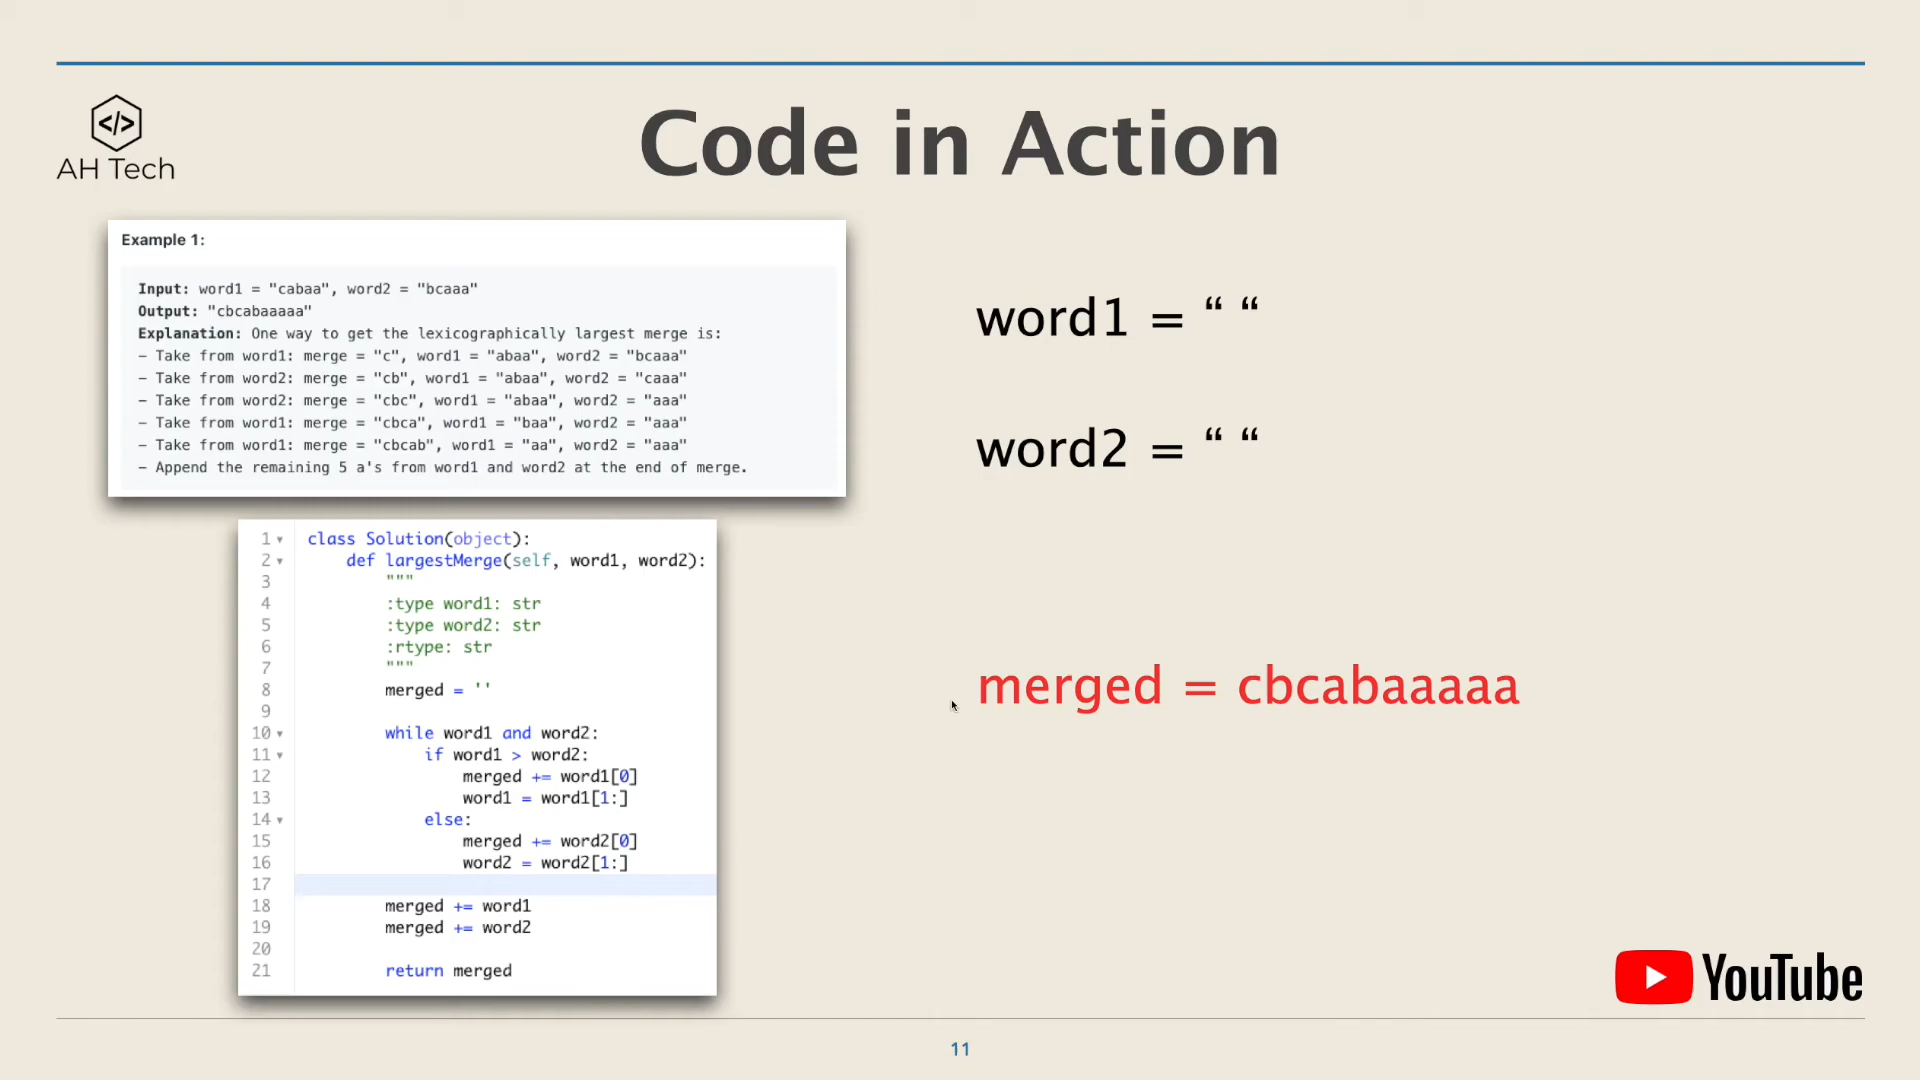 </> AH Tech
Code in Action
Example 1:
Input: word1 = "cabaa", word2 = "bcaaa"
Output: "cbcabaaaaa"
Explanation: One way to get the lexicographically largest merge is:
- Take from word1: merge = "c", word1 = "abaa", word2 = "bcaaa"
- Take from word2: merge = "cb", word1 = "abaa", word2 = "caaa"
- Take from word2: merge = "cbc", word1 = "abaa", word2 = "aaa"
- Take from word1: merge = "cbca", word1 = "baa", word2 = "aaa"
- Take from word1: merge = "cbcab", word1 = "aa", word2 = "aaa"
- Append the remaining 5 a's from word1 and word2 at the end of merge.
1 class Solution(object):
2     def largestMerge(self, word1, word2):
3         """
4         :type word1: str
5         :type word2: str
6         :rtype: str
7         """
8         merged = ''
9
10         while word1 and word2:
11             if word1 > word2:
12                 merged += word1[0]
13                 word1 = word1[1:]
14             else:
15                 merged += word2[0]
16                 word2 = word2[1:]
17
18         merged += word1
19         merged += word2
20
21         return merged
word1 = “ “
word2 = “ “
merged = cbcabaaaaa
YouTube
11